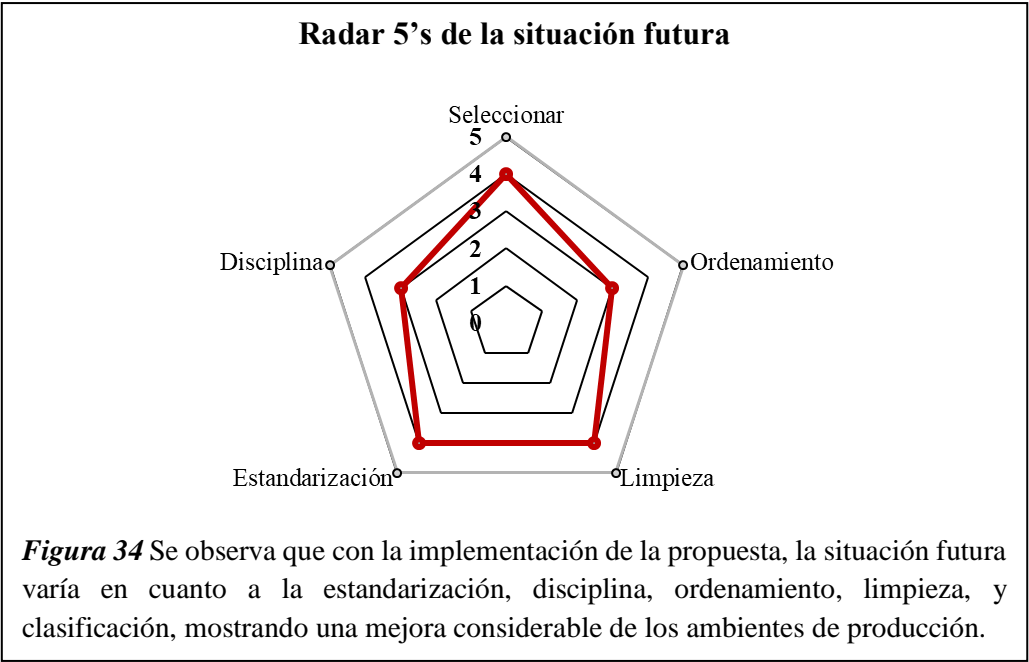 Radar 5’s de la situación futura
Seleccionar
5
4
3
2
1
0
Disciplina
Ordenamiento
Estandarización
Limpieza
Figura 34 Se observa que con la implementación de la propuesta, la situación futura
varía en cuanto a la estandarización, disciplina, ordenamiento, limpieza, y
clasificación, mostrando una mejora considerable de los ambientes de producción.